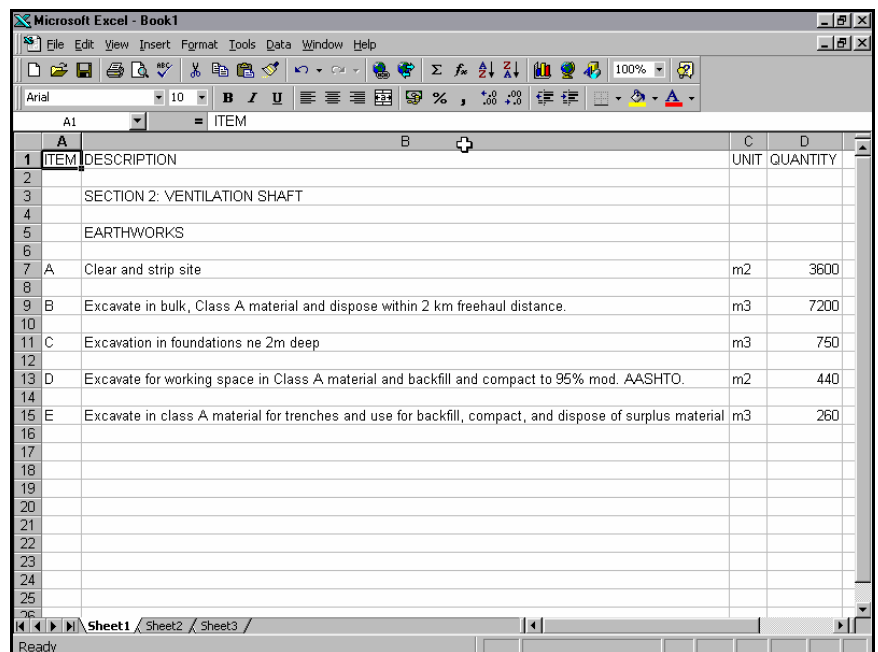 Microsoft Excel - Book1
File Edit View Insert Format Tools Data Window Help
100%
Arial 10 B I U % ,
A1 = ITEM
A B C D
1 ITEM DESCRIPTION UNIT QUANTITY
2
3 SECTION 2: VENTILATION SHAFT
4
5 EARTHWORKS
6
7 A Clear and strip site m2 3600
8
9 B Excavate in bulk, Class A material and dispose within 2 km freehaul distance. m3 7200
10
11 C Excavation in foundations ne 2m deep m3 750
12
13 D Excavate for working space in Class A material and backfill and compact to 95% mod. AASHTO. m2 440
14
15 E Excavate in class A material for trenches and use for backfill, compact, and dispose of surplus material m3 260
16
17
18
19
20
21
22
23
24
25
26
Sheet1 Sheet2 Sheet3
Ready